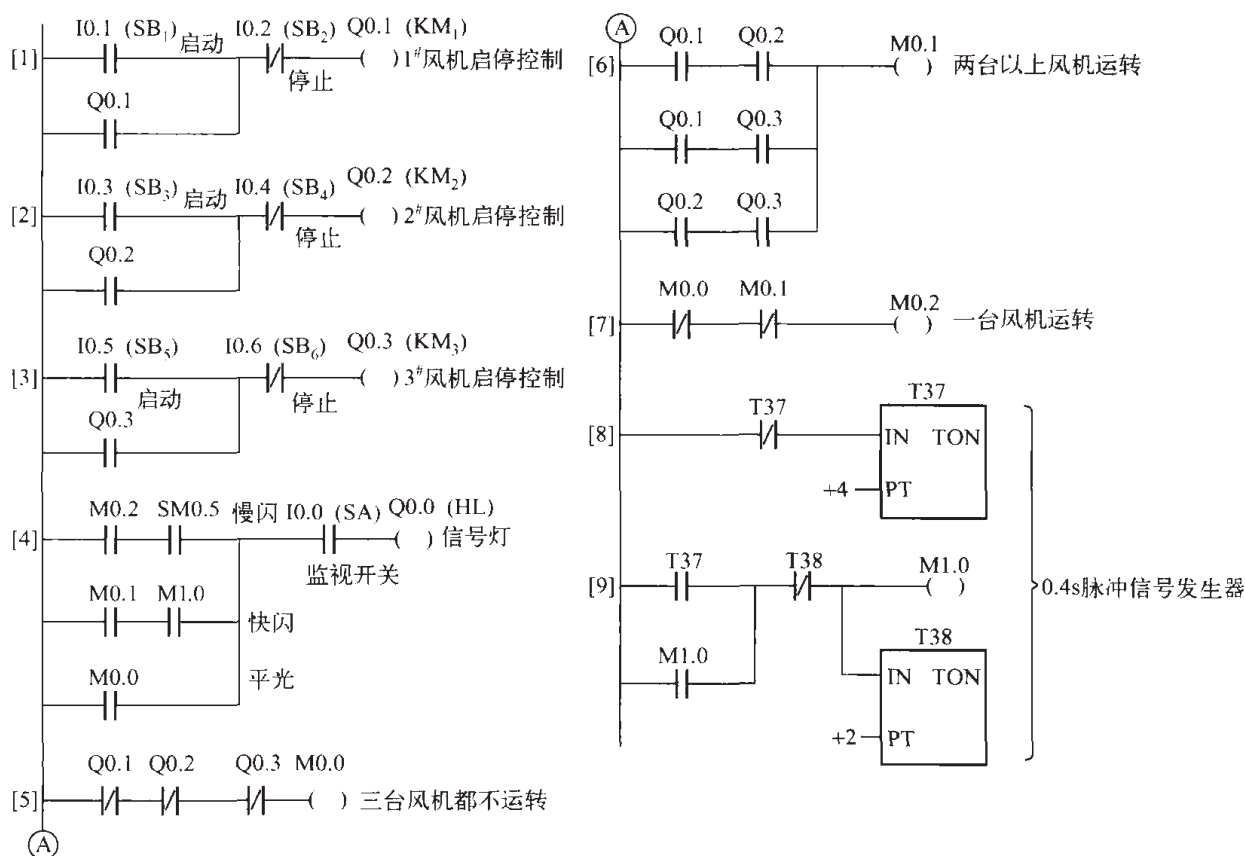 I0.1 (SB₁) 启动 I0.2 (SB₂) Q0.1 (KM₁)
[1] 停止 ( ) 1#风机启停控制
Q0.1
I0.3 (SB₃) 启动 I0.4 (SB₄) Q0.2 (KM₂)
[2] 停止 ( ) 2#风机启停控制
Q0.2
I0.5 (SB₅) I0.6 (SB₆) Q0.3 (KM₃)
[3] 启动 停止 ( ) 3#风机启停控制
Q0.3
M0.2 SM0.5 慢闪 I0.0 (SA) Q0.0 (HL)
[4] ( ) 信号灯
监视开关
M0.1 M1.0
快闪
M0.0 平光
Q0.1 Q0.2 Q0.3 M0.0
[5] ( ) 三台风机都不运转
A
A
Q0.1 Q0.2 M0.1
[6] ( ) 两台以上风机运转
Q0.1 Q0.3
Q0.2 Q0.3
M0.0 M0.1 M0.2
[7] ( ) 一台风机运转
T37 T37
[8] IN TON
+4 PT
T37 T38 M1.0
[9] ( )
0.4s脉冲信号发生器
M1.0 T38
IN TON
+2 PT